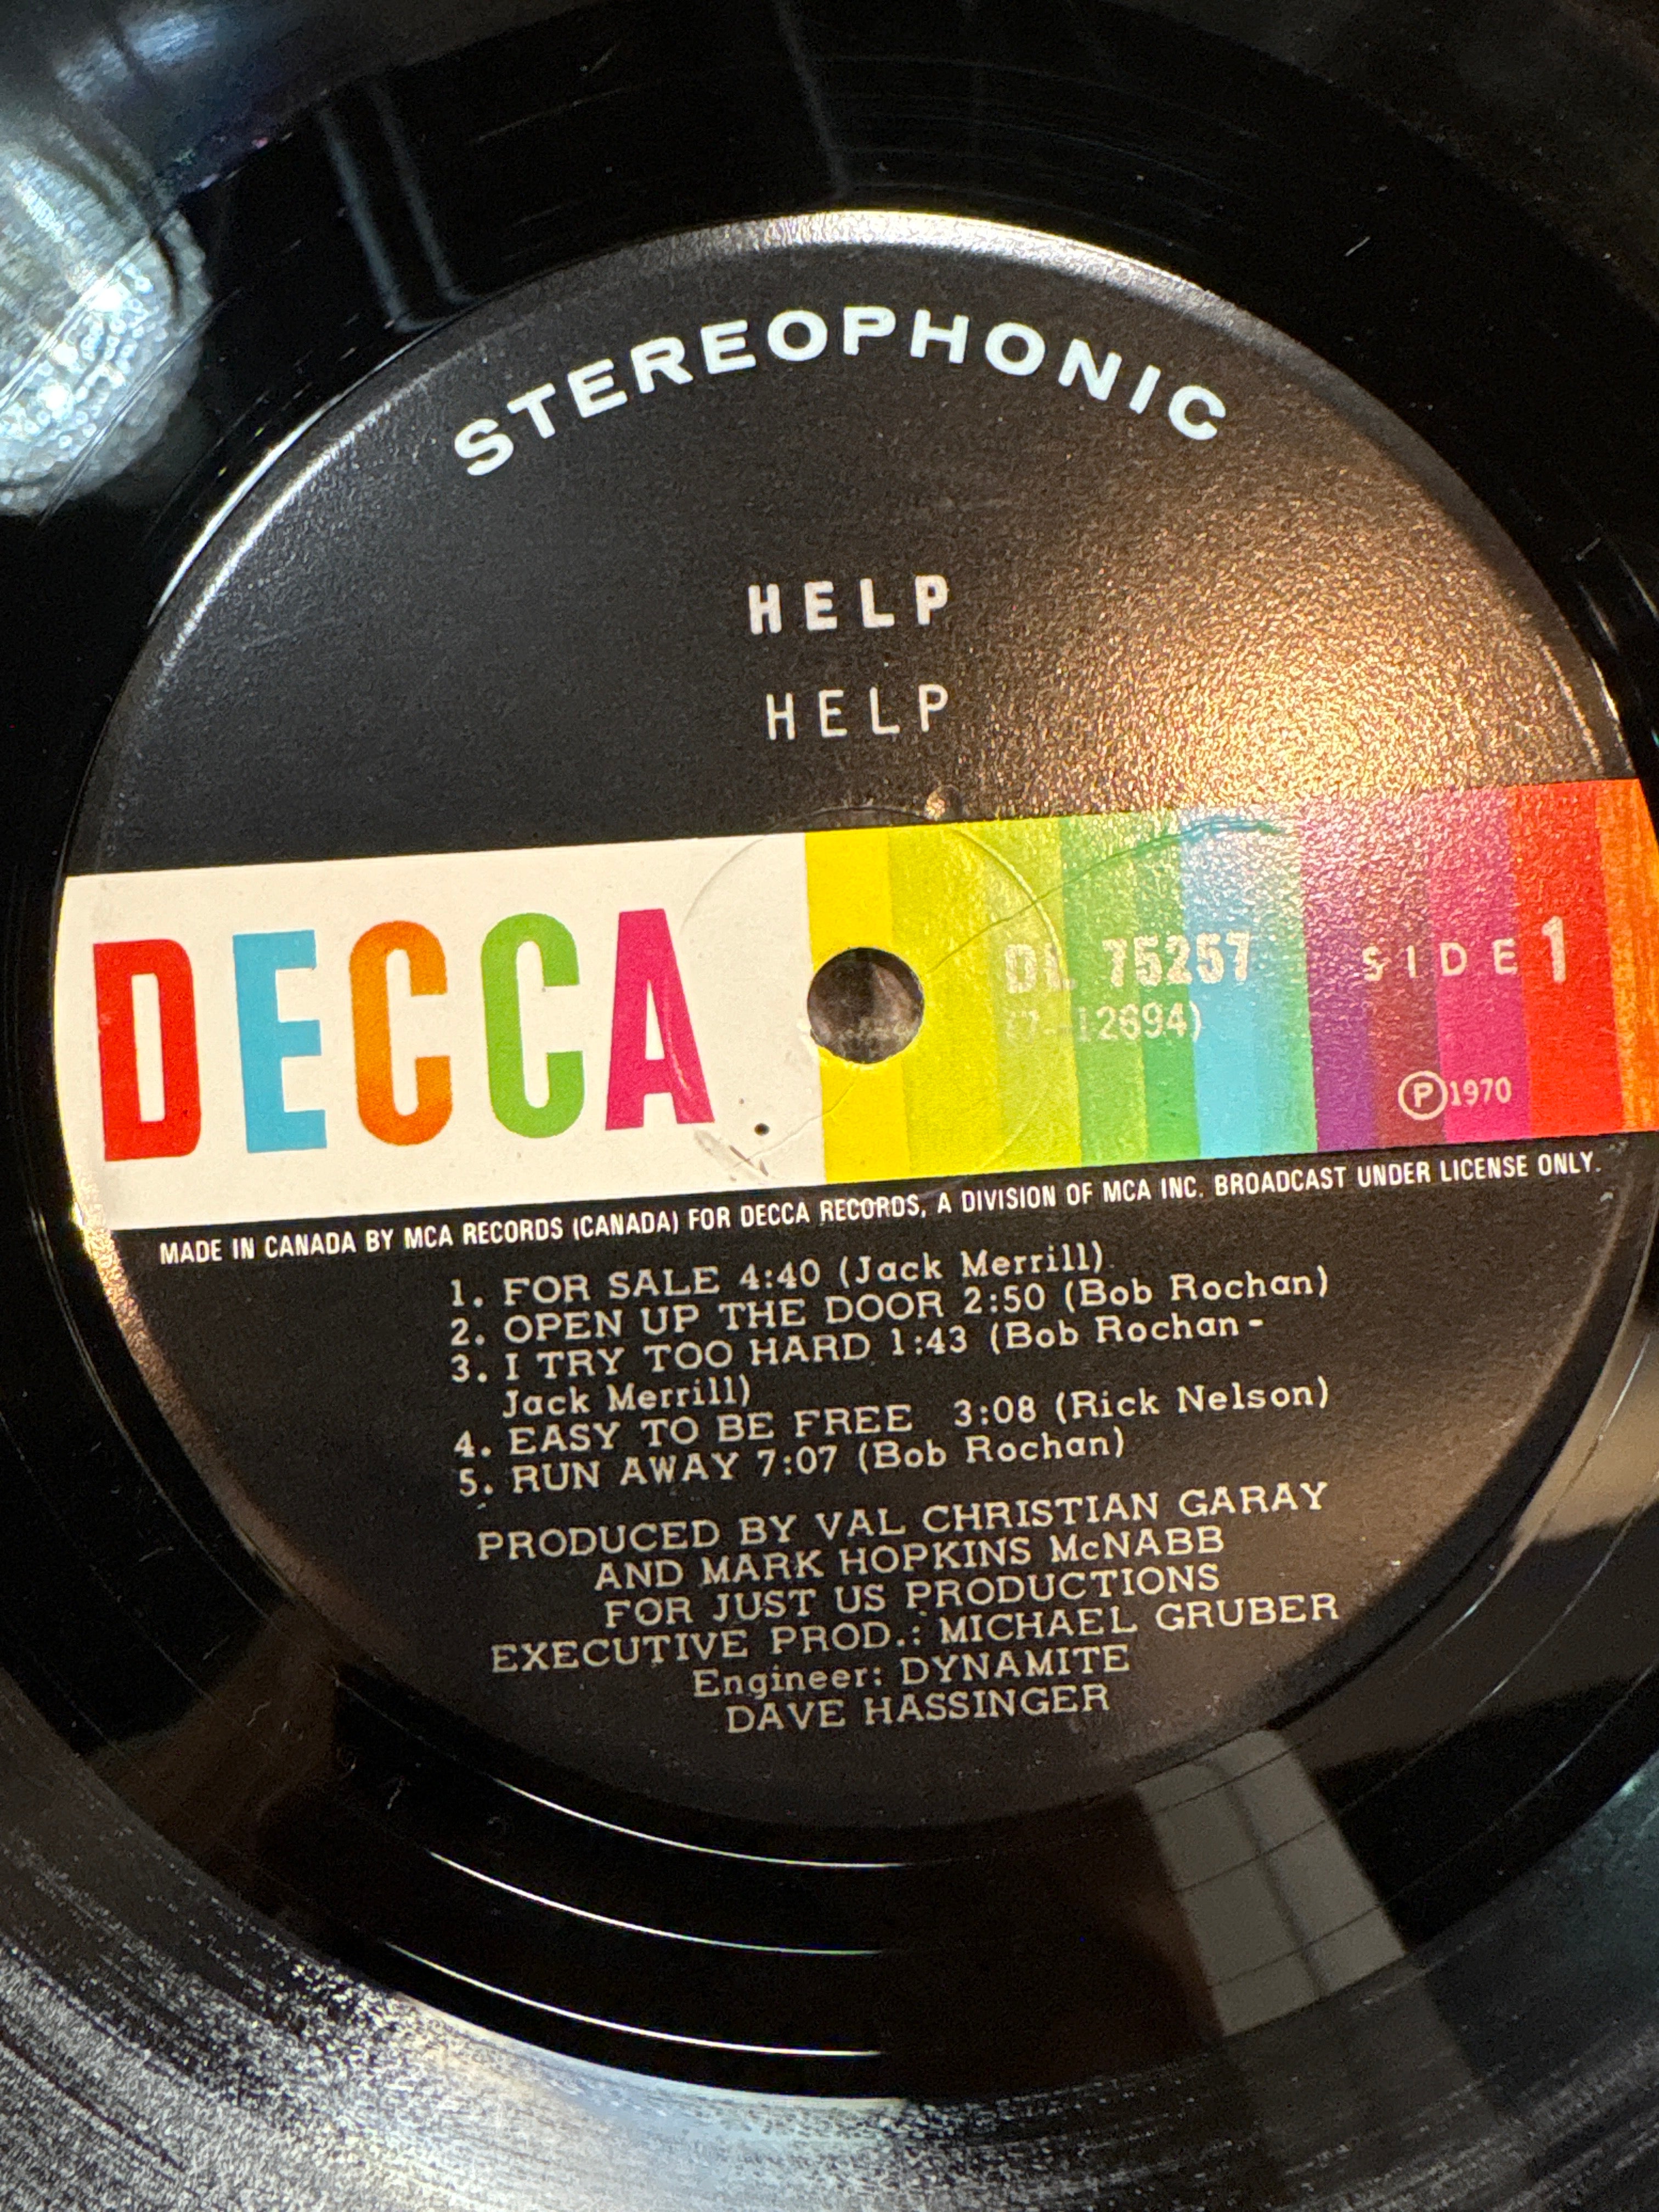 STEREOPHONIC
HELP
HELP
DECCA
DL 75257
(7-12694)
SIDE 1
Ⓟ1970
MADE IN CANADA BY MCA RECORDS (CANADA) FOR DECCA RECORDS, A DIVISION OF MCA INC. BROADCAST UNDER LICENSE ONLY.
1. FOR SALE 4:40 (Jack Merrill)
2. OPEN UP THE DOOR 2:50 (Bob Rochan)
3. I TRY TOO HARD 1:43 (Bob Rochan-
Jack Merrill)
4. EASY TO BE FREE 3:08 (Rick Nelson)
5. RUN AWAY 7:07 (Bob Rochan)
PRODUCED BY VAL CHRISTIAN GARAY
AND MARK HOPKINS McNABB
FOR JUST US PRODUCTIONS
EXECUTIVE PROD.: MICHAEL GRUBER
Engineer: DYNAMITE
DAVE HASSINGER